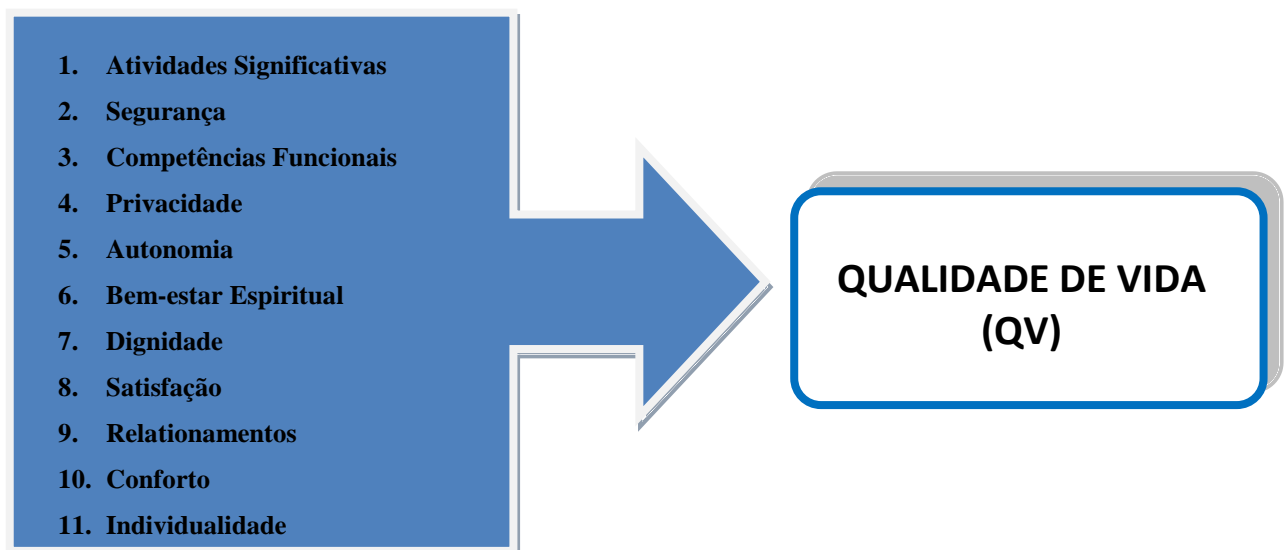 1. Atividades Significativas
2. Segurança
3. Competências Funcionais
4. Privacidade
5. Autonomia
6. Bem-estar Espiritual
7. Dignidade
8. Satisfação
9. Relationamentos
10. Conforto
11. Individualidade
QUALIDADE DE VIDA
(QV)